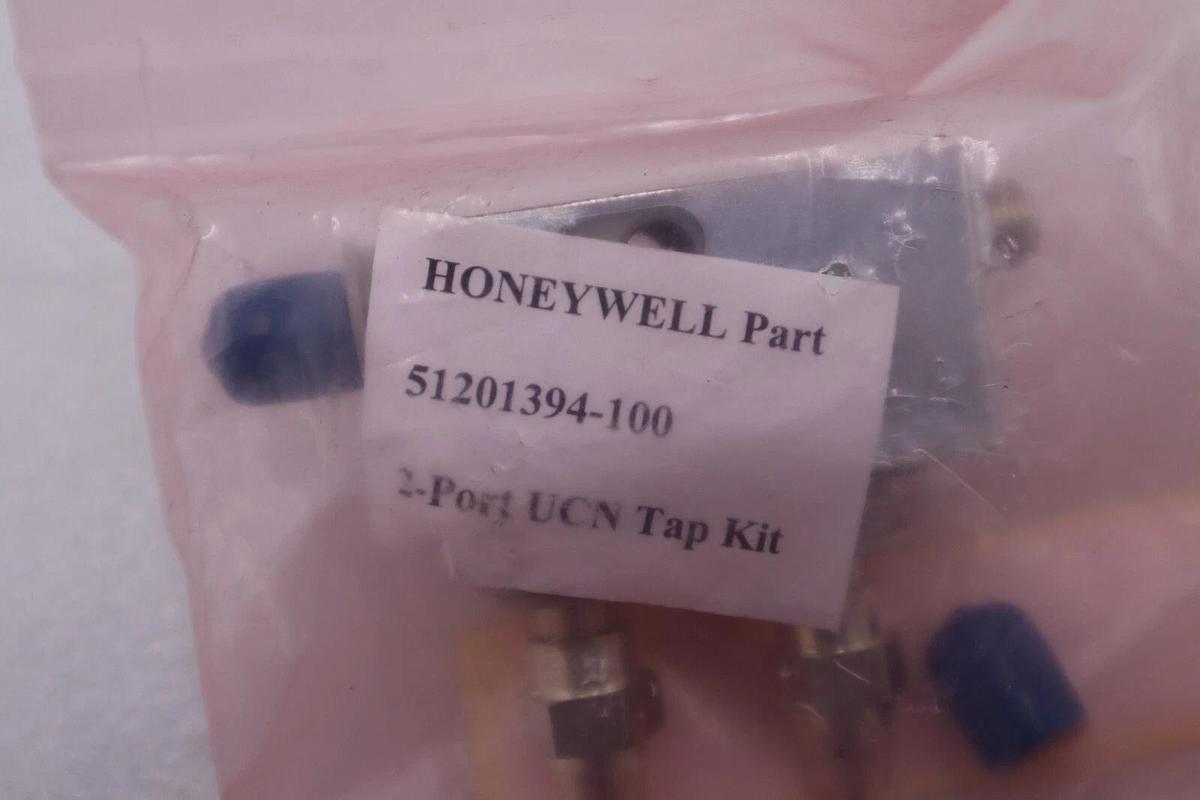 HONEYWELL Part
51201394-100
2-Port UCN Tap Kit